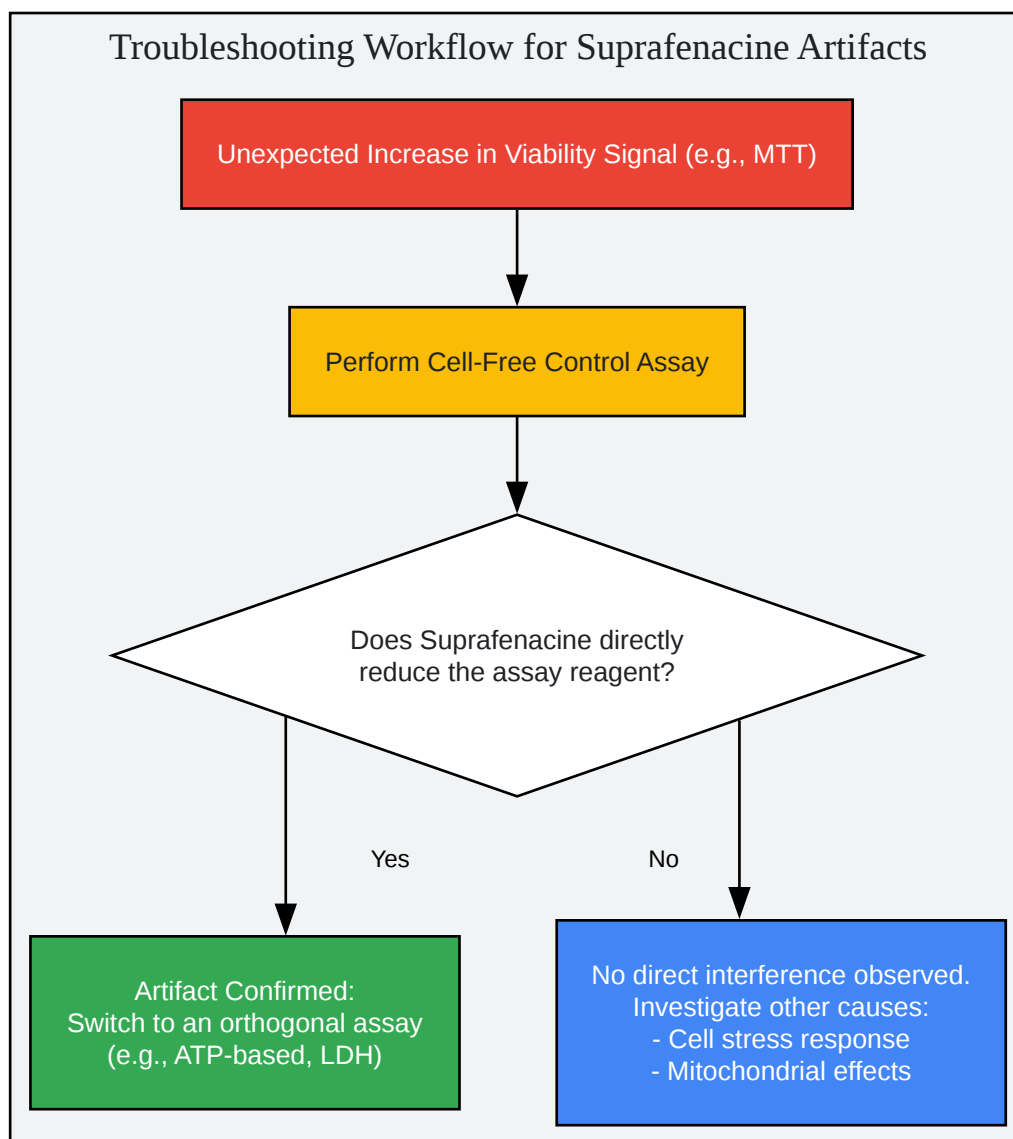 Troubleshooting Workflow for Suprafenacine Artifacts
Unexpected Increase in Viability Signal (e.g., MTT)
Perform Cell-Free Control Assay
Does Suprafenacine directly
reduce the assay reagent?
Yes
No
Artifact Confirmed:
Switch to an orthogonal assay
(e.g., ATP-based, LDH)
No direct interference observed.
Investigate other causes:
- Cell stress response
- Mitochondrial effects